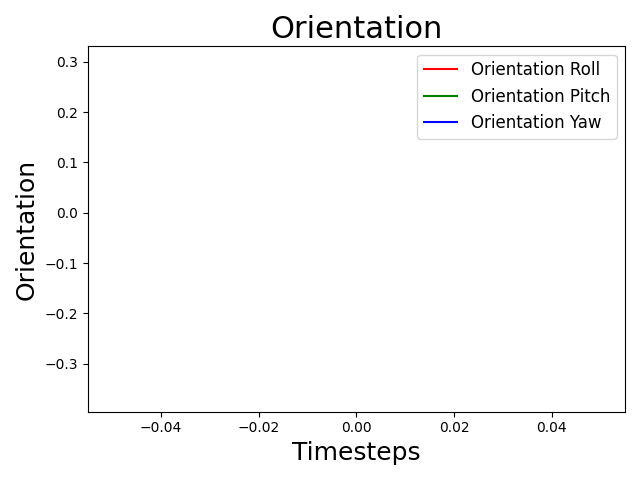 Orientation
0.3
Orientation Roll
Orientation Pitch
Orientation Yaw
0.2
0.1
0.0
−0.1
−0.2
−0.3
Orientation
−0.04
−0.02
0.00
0.02
0.04
Timesteps